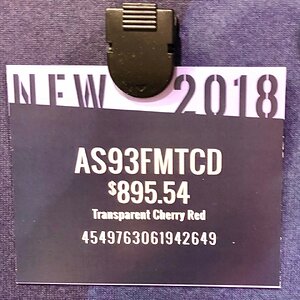 NEW 2018
AS93FMTCD
$895.54
Transparent Cherry Red
4549763061942649